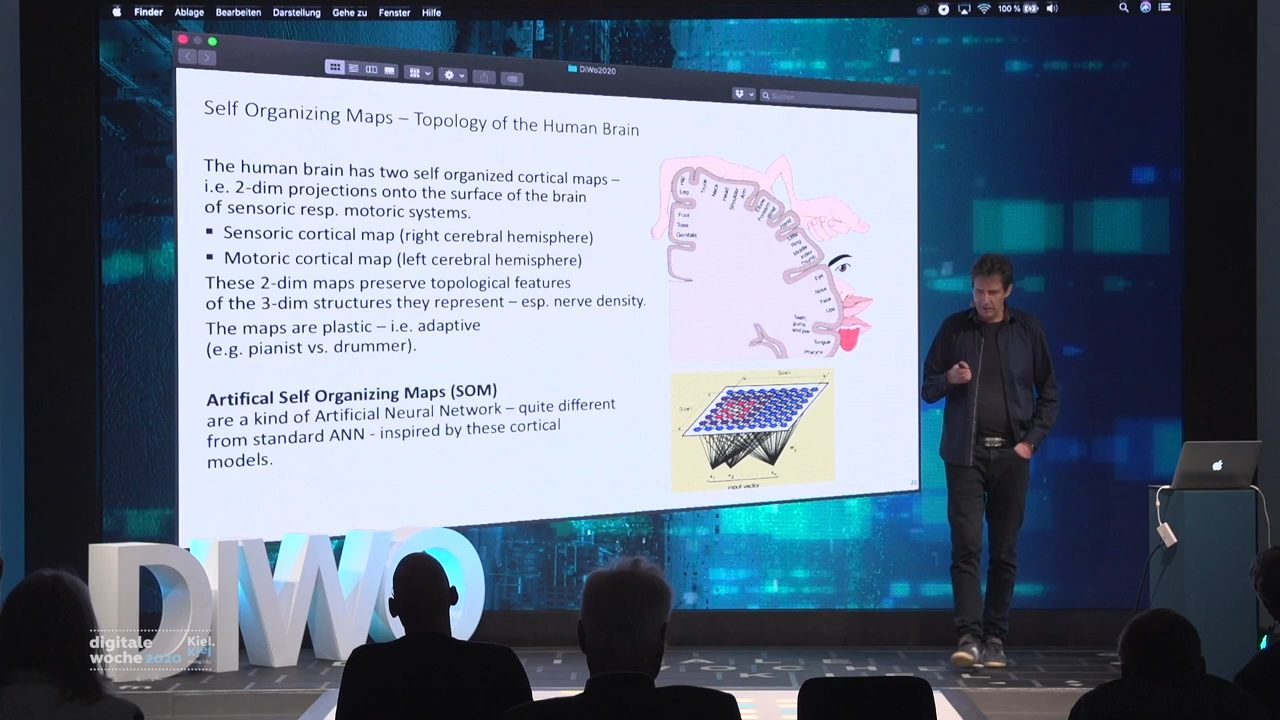 Finder Ablage Bearbeiten Darstellung Gehe zu Fenster Hilfe
100 %
DiWo2020
Suchen
Self Organizing Maps – Topology of the Human Brain
The human brain has two self organized cortical maps –
i.e. 2-dim projections onto the surface of the brain
of sensoric resp. motoric systems.
▪ Sensoric cortical map (right cerebral hemisphere)
▪ Motoric cortical map (left cerebral hemisphere)
These 2-dim maps preserve topological features
of the 3-dim structures they represent – esp. nerve density.
The maps are plastic – i.e. adaptive
(e.g. pianist vs. drummer).
Artifical Self Organizing Maps (SOM)
are a kind of Artificial Neural Network – quite different
from standard ANN - inspired by these cortical
models.
Hip
Leg
Foot
Toes
Genitals
Trunk
Neck
Head
Shoulder
Arm
Elbow
Forearm
Hand
Little
Ring
Middle
Index
Thumb
Eye
Nose
Face
Lips
Teeth,
gums,
and jaw
Tongue
Pharynx
input vector
20
DiWO
digitale
woche 2020
Kiel.